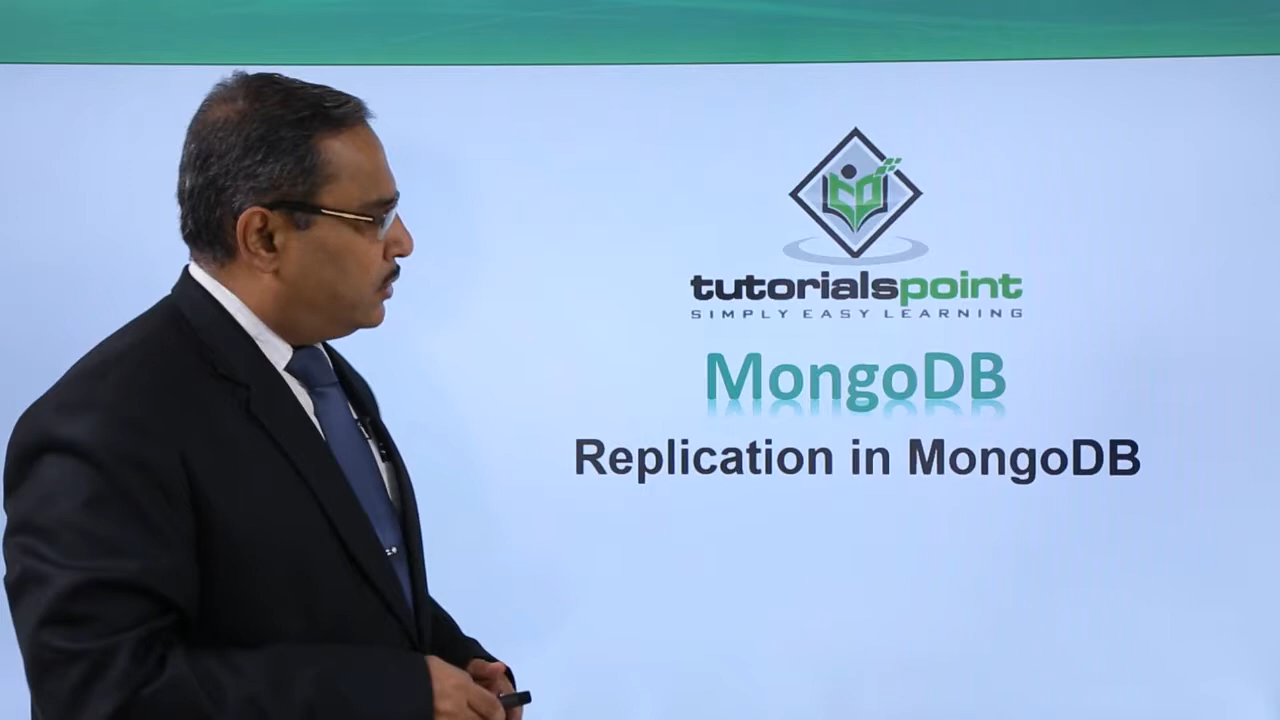 tutorialspoint
SIMPLY EASY LEARNING
MongoDB
Replication in MongoDB